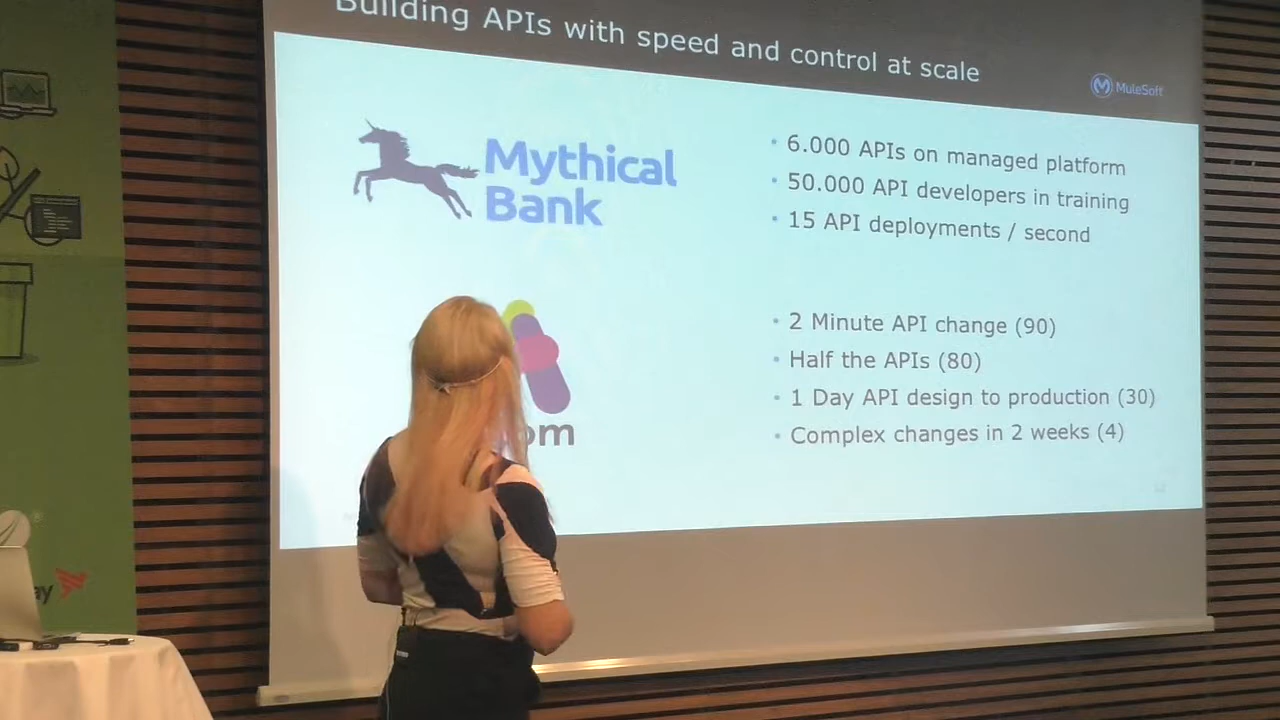 Building APIs with speed and control at scale
MuleSoft
Mythical
Bank
• 6.000 APIs on managed platform
• 50.000 API developers in training
• 15 API deployments / second
• 2 Minute API change (90)
• Half the APIs (80)
• 1 Day API design to production (30)
• Complex changes in 2 weeks (4)
om
ay